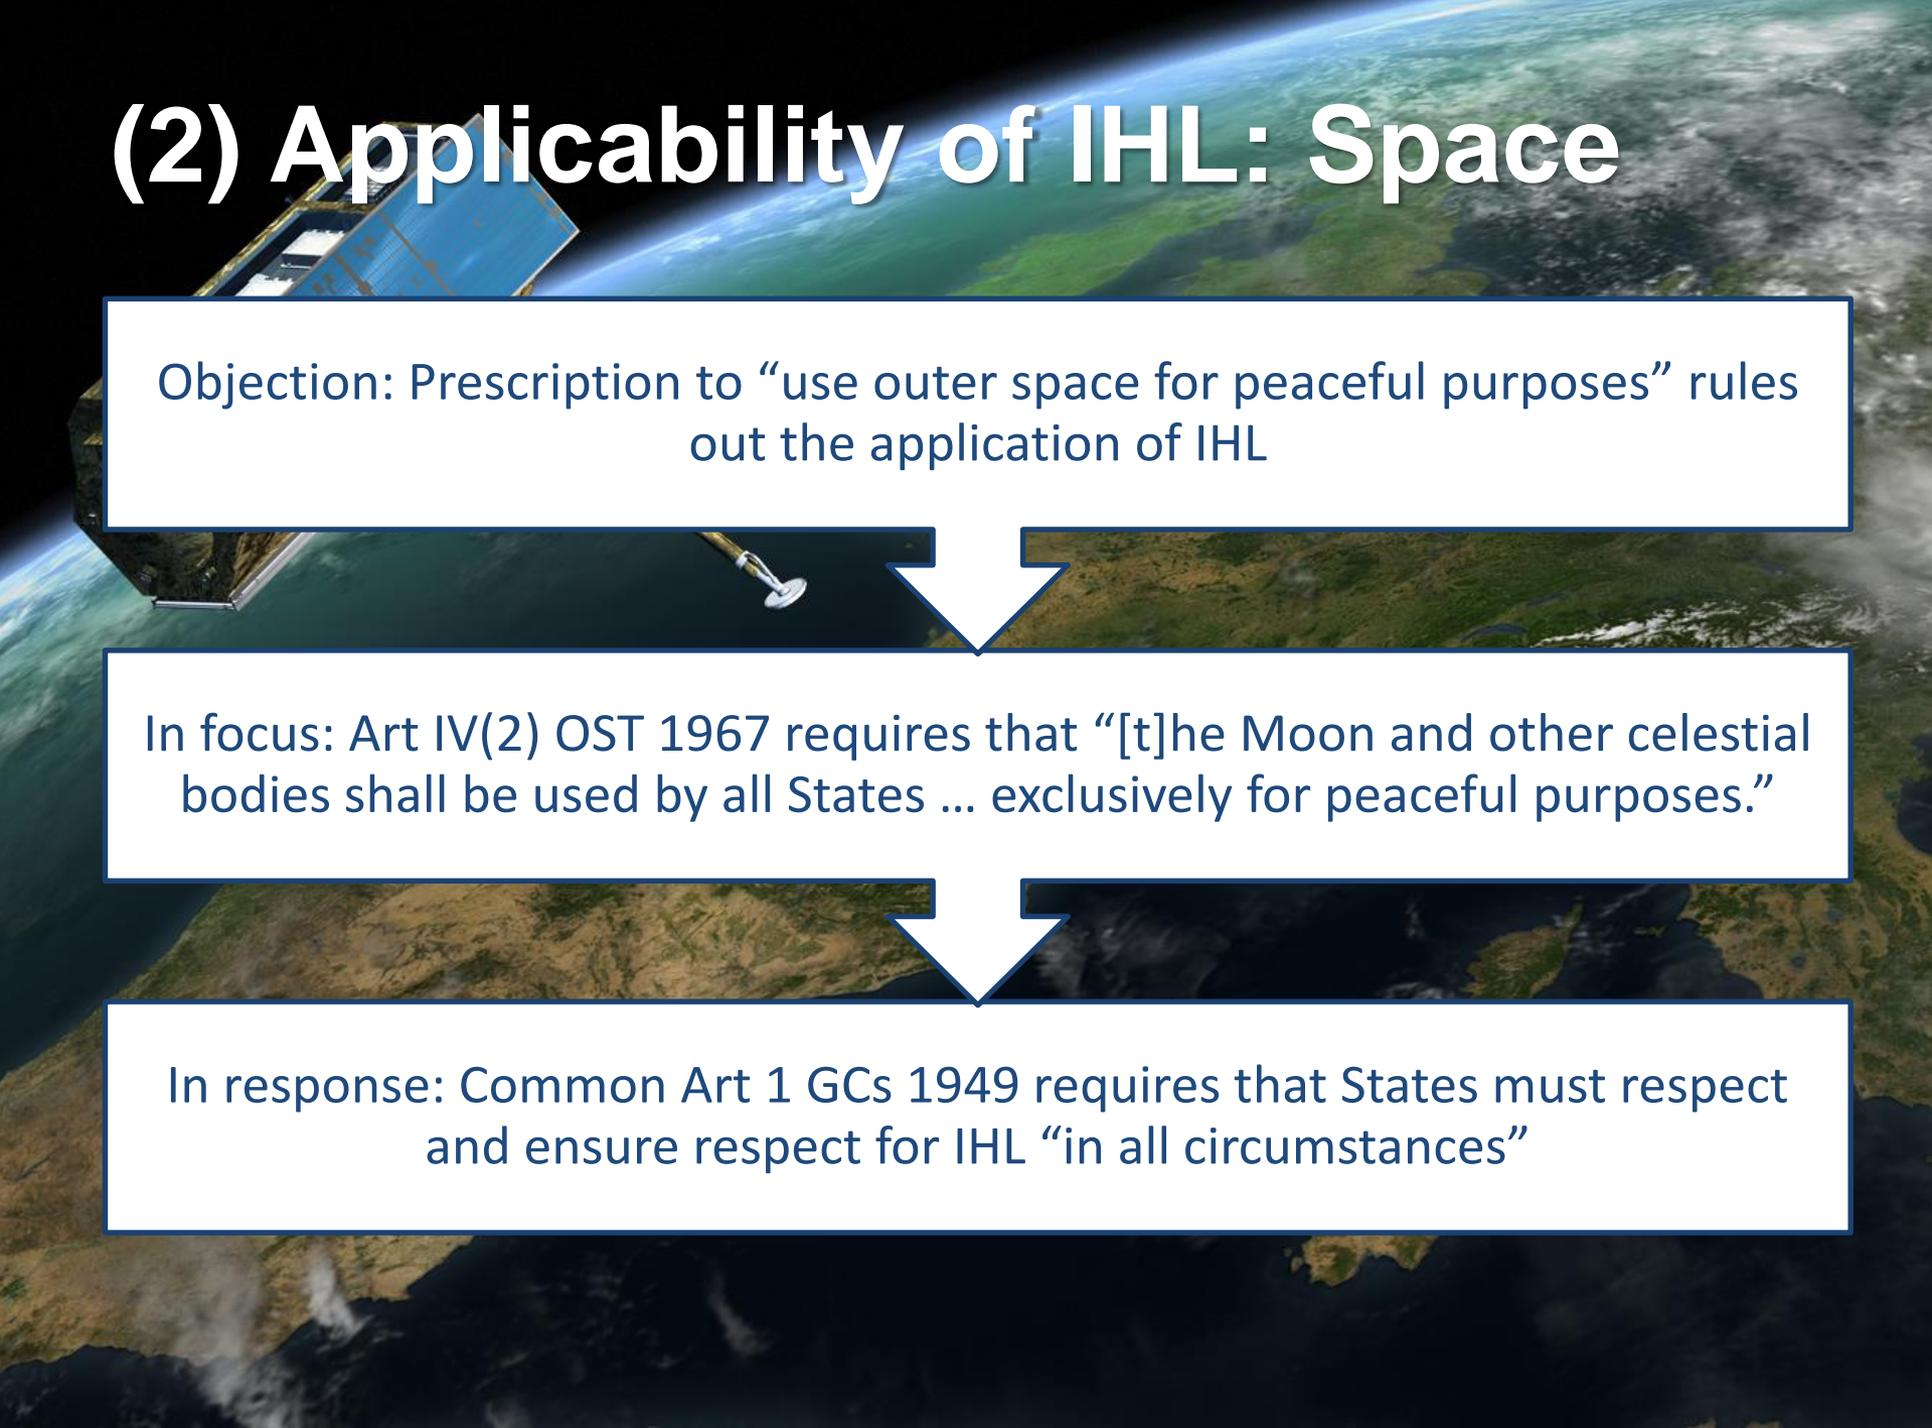 (2) Applicability of IHL: Space
Objection: Prescription to “use outer space for peaceful purposes” rules
out the application of IHL
In focus: Art IV(2) OST 1967 requires that “[t]he Moon and other celestial
bodies shall be used by all States … exclusively for peaceful purposes.”
In response: Common Art 1 GCs 1949 requires that States must respect
and ensure respect for IHL “in all circumstances”